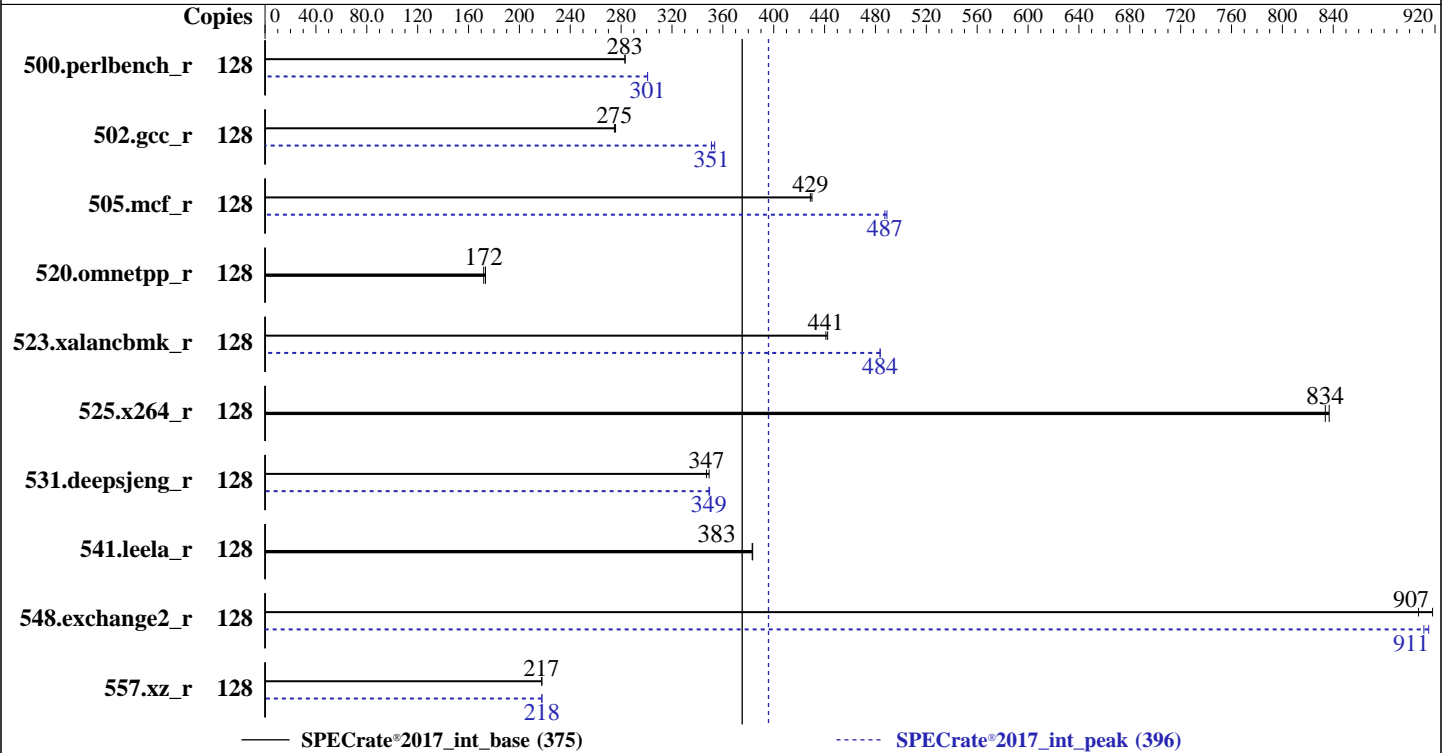 Copies 0 40.0 80.0 120 160 200 240 280 320 360 400 440 480 520 560 600 640 680 720 760 800 840 920
283
500.perlbench_r 128
301
275
502.gcc_r 128
351
429
505.mcf_r 128
487
172
520.omnetpp_r 128
441
523.xalancbmk_r 128
484
834
525.x264_r 128
347
531.deepsjeng_r 128
349
383
541.leela_r 128
907
548.exchange2_r 128
911
217
557.xz_r 128
218
SPECrate®2017_int_base (375) SPECrate®2017_int_peak (396)